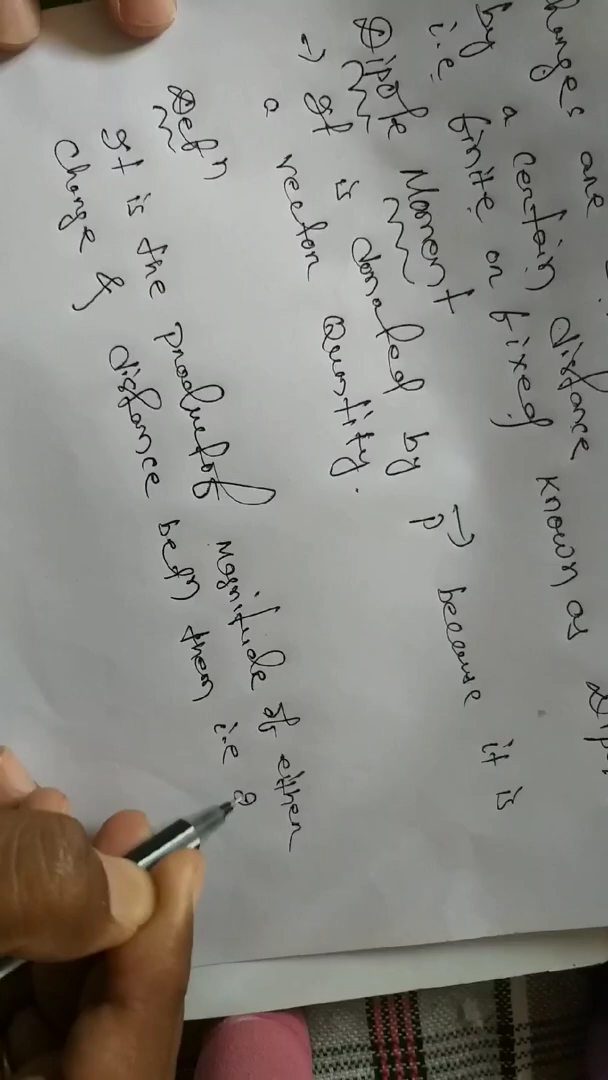 charges are
by a certain distance known as
i.e finite or fixed
Dipole Moment
→ It is donated by p→ because it is
a vector Quantity.
Defn
It is the product of Magnitude of either
charge & distance betn them i.e 2